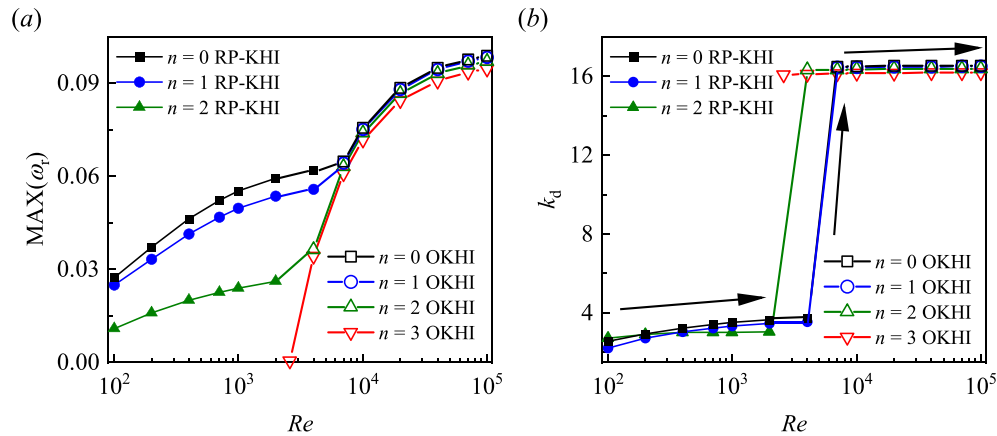 (a)
MAX(ωr)
0.09
0.06
0.03
0.00
n = 0 RP-KHI
n = 1 RP-KHI
n = 2 RP-KHI
n = 0 OKHI
n = 1 OKHI
n = 2 OKHI
n = 3 OKHI
10²
10³
10⁴
10⁵
Re
(b)
kd
16
12
8
4
n = 0 RP-KHI
n = 1 RP-KHI
n = 2 RP-KHI
n = 0 OKHI
n = 1 OKHI
n = 2 OKHI
n = 3 OKHI
10²
10³
10⁴
10⁵
Re